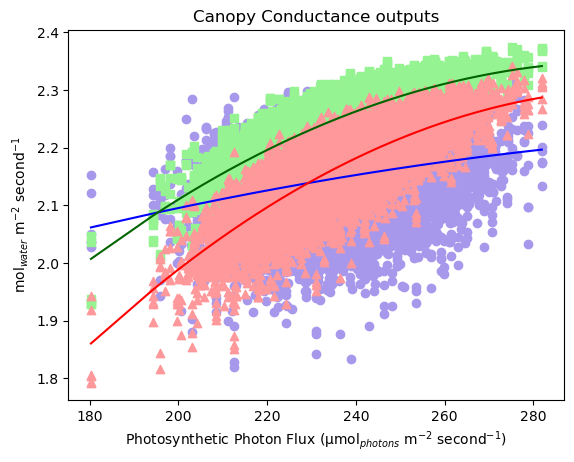 Canopy Conductance outputs
2.4
2.3
2.2
2.1
2.0
1.9
1.8
mol_water m⁻² second⁻¹
180 200 220 240 260 280
Photosynthetic Photon Flux (μmol_photons m⁻² second⁻¹)